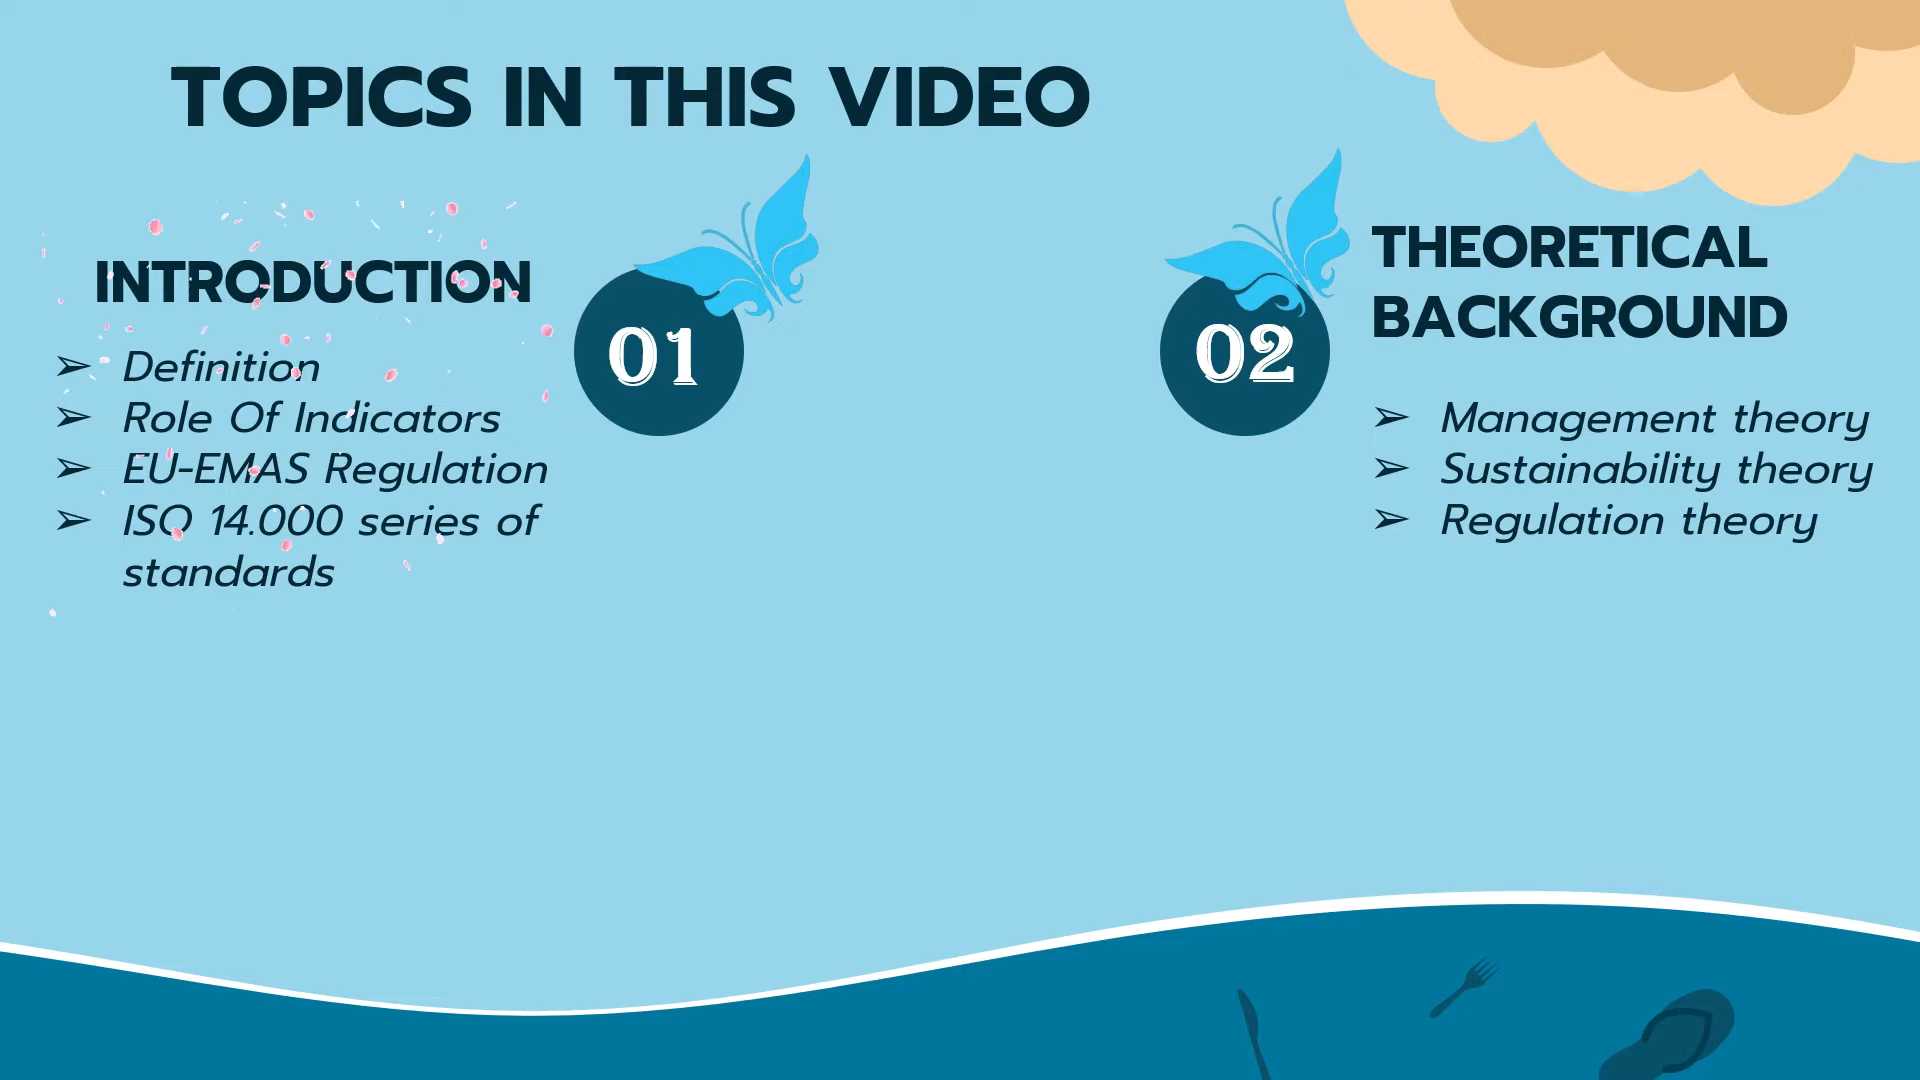 TOPICS IN THIS VIDEO
INTRODUCTION
➢ Definition
➢ Role Of Indicators
➢ EU-EMAS Regulation
➢ ISO 14.000 series of
standards
01
02
THEORETICAL
BACKGROUND
➢ Management theory
➢ Sustainability theory
➢ Regulation theory